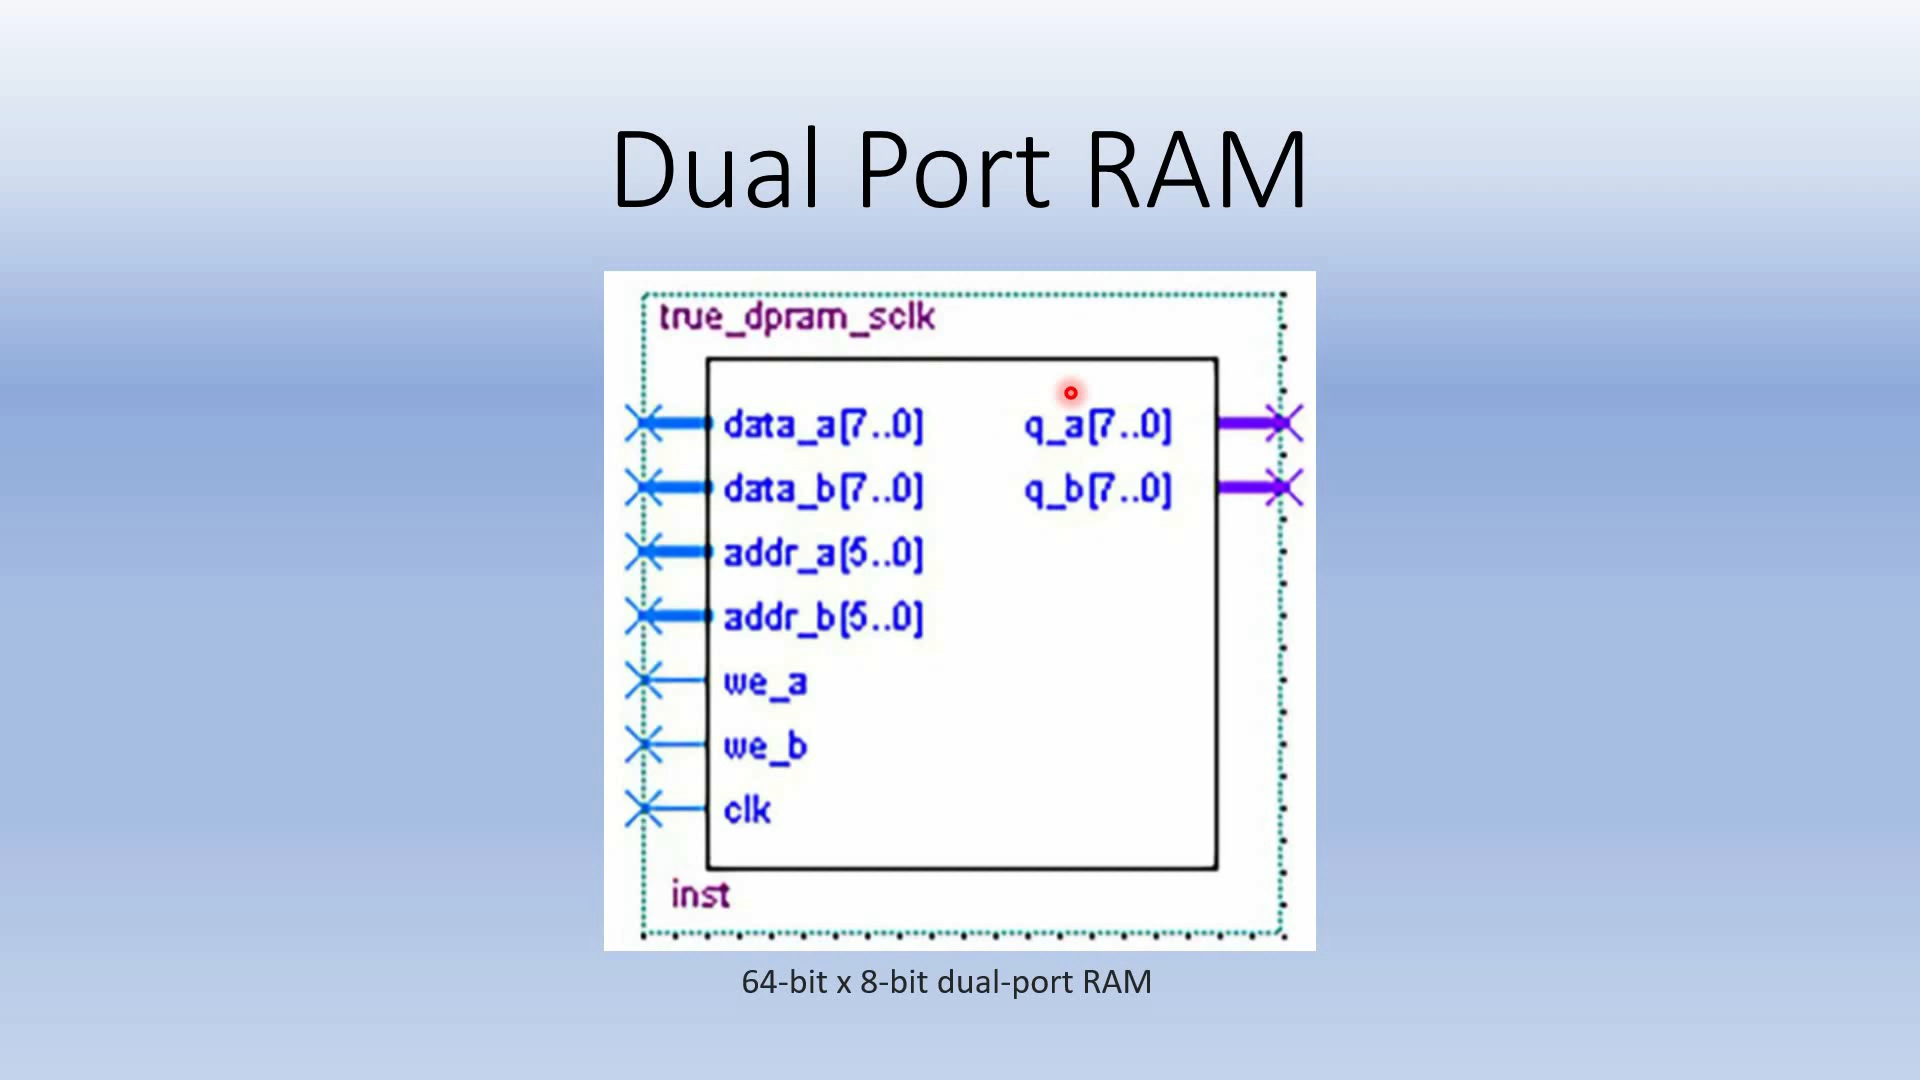 Dual Port RAM
true_dpram_sclk
data_a[7..0]
q_a[7..0]
data_b[7..0]
q_b[7..0]
addr_a[5..0]
addr_b[5..0]
we_a
we_b
clk
inst
64-bit x 8-bit dual-port RAM